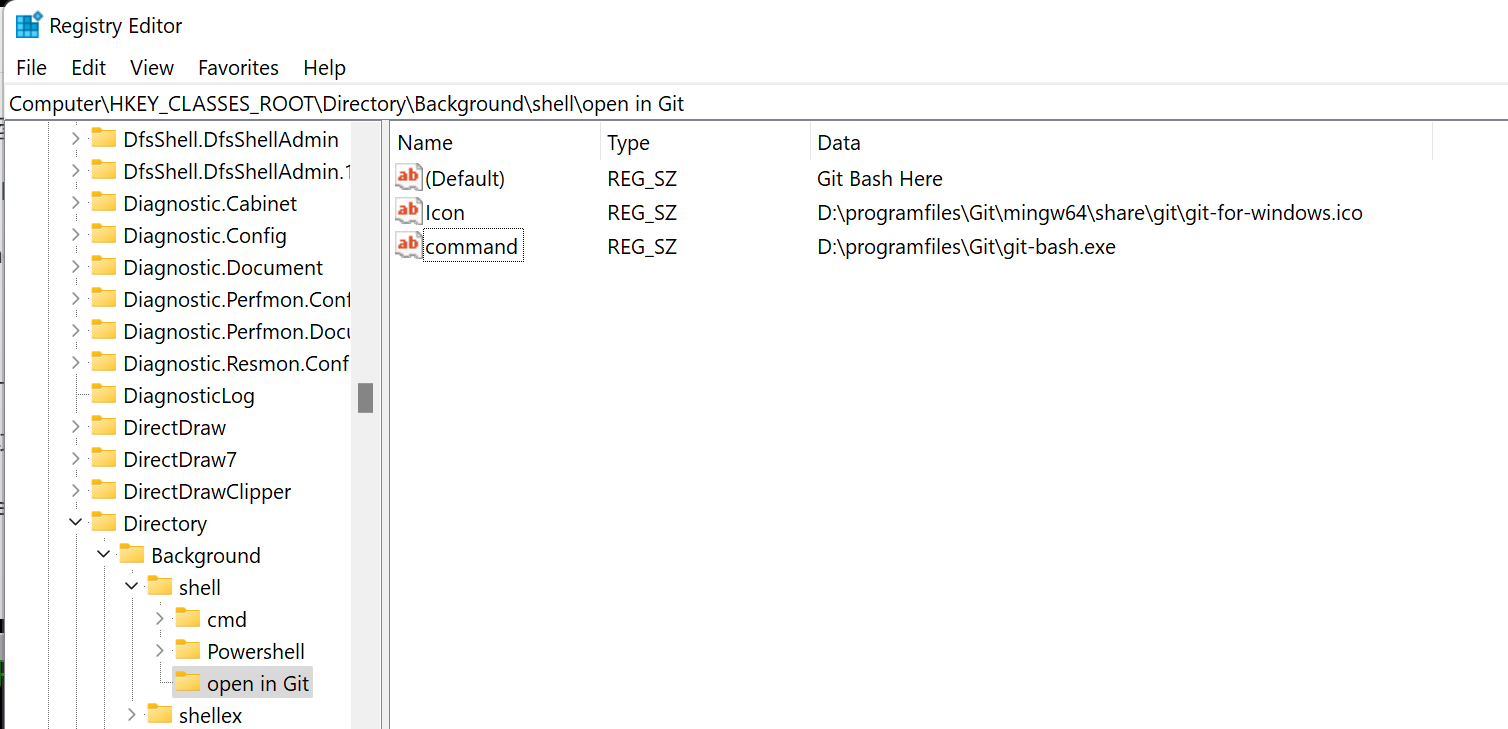 Registry Editor
File Edit View Favorites Help
Computer\HKEY_CLASSES_ROOT\Directory\Background\shell\open in Git
DfsShell.DfsShellAdmin
DfsShell.DfsShellAdmin.1
Diagnostic.Cabinet
Diagnostic.Config
Diagnostic.Document
Diagnostic.Perfmon.Conf
Diagnostic.Perfmon.Docu
Diagnostic.Resmon.Conf
DiagnosticLog
DirectDraw
DirectDraw7
DirectDrawClipper
Directory
Background
shell
cmd
Powershell
open in Git
shellex
Name Type Data
ab (Default) REG_SZ Git Bash Here
ab Icon REG_SZ D:\programfiles\Git\mingw64\share\git\git-for-windows.ico
ab command REG_SZ D:\programfiles\Git\git-bash.exe